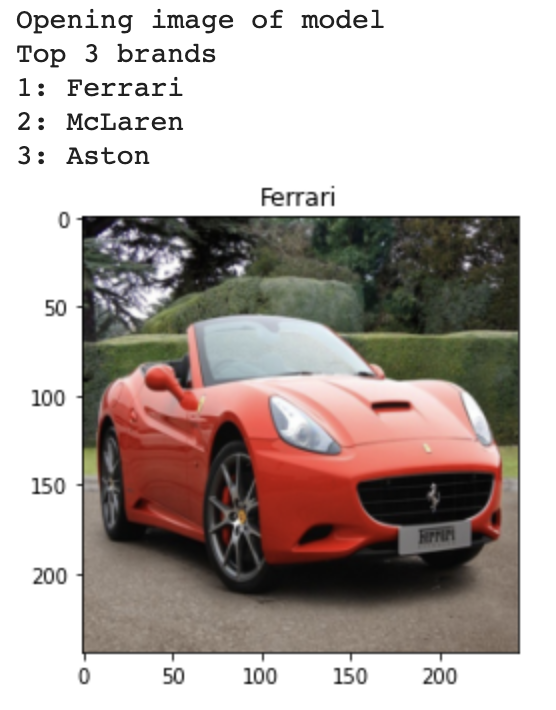 Opening image of model
Top 3 brands
1: Ferrari
2: McLaren
3: Aston
Ferrari
0
50
100
150
200
Ferrari
0 50 100 150 200